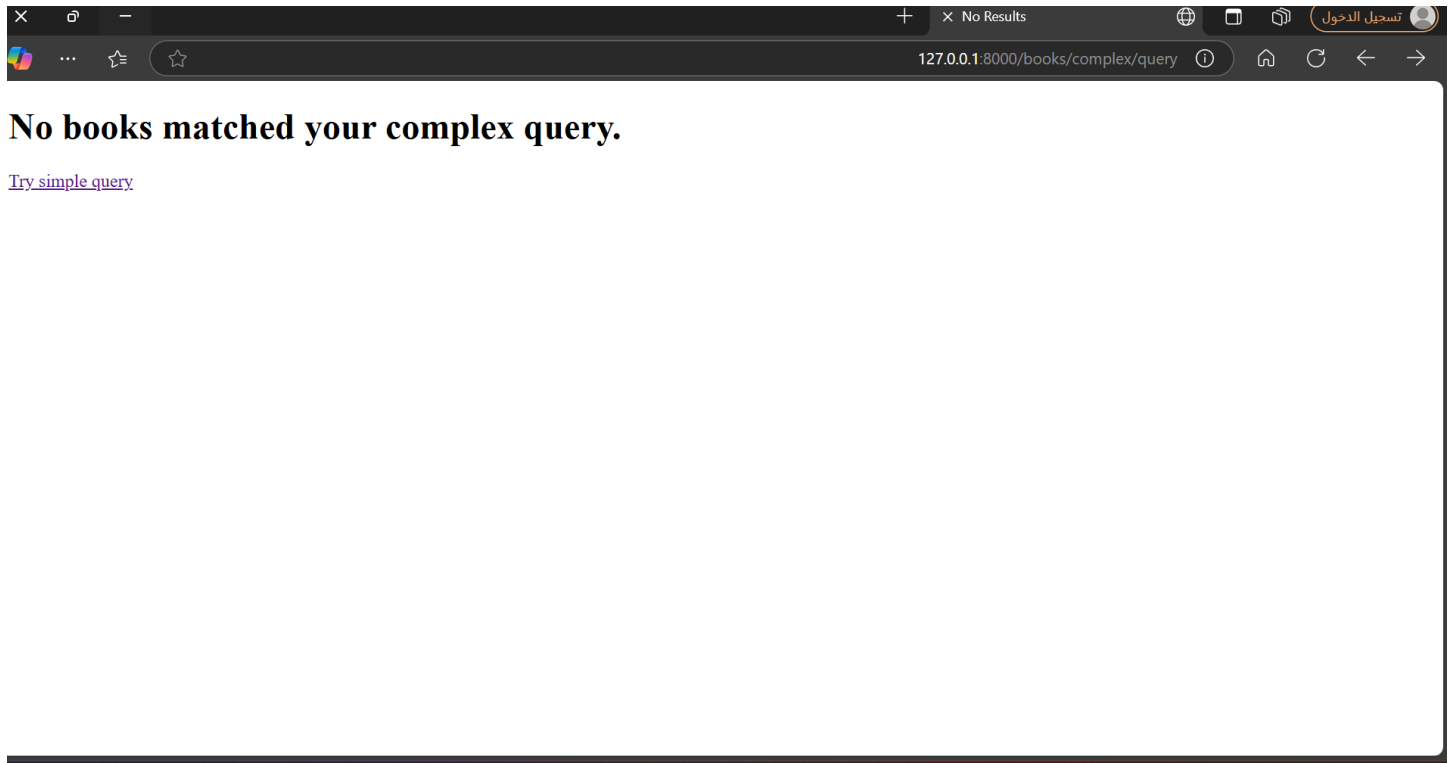 No Results
تسجيل الدخول
127.0.0.1:8000/books/complex/query
No books matched your complex query.
Try simple query